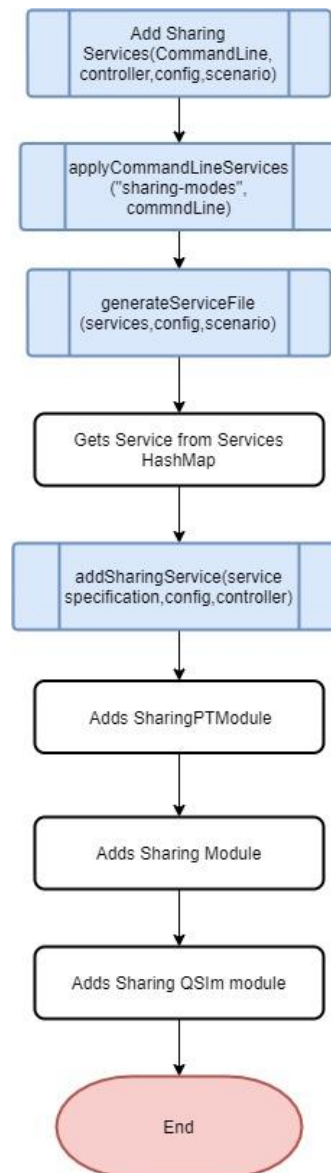 Add Sharing
Services(CommandLine,
controller,config,scenario)
applyCommandLineServices
("sharing-modes",
commndLine)
generateServiceFile
(services,config,scenario)
Gets Service from Services
HashMap
addSharingService(service
specification,config,controller)
Adds SharingPTModule
Adds Sharing Module
Adds Sharing QSIm module
End